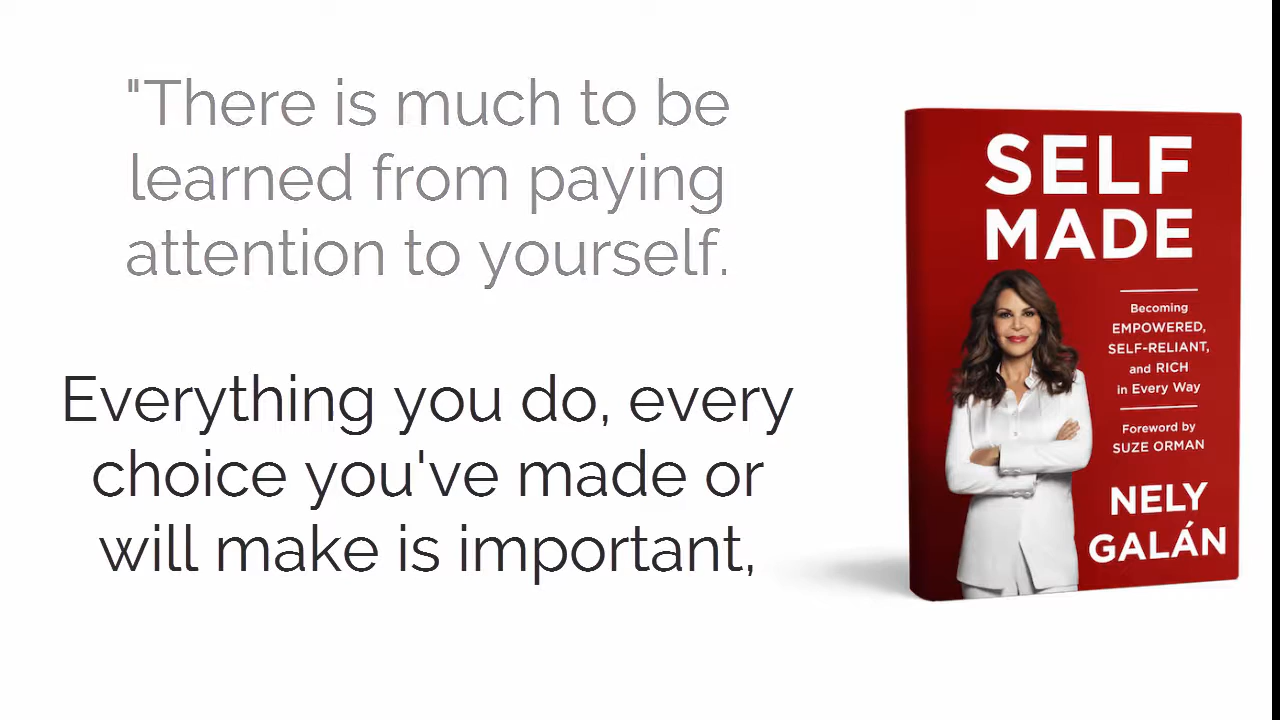 "There is much to be
learned from paying
attention to yourself.
Everything you do, every
choice you've made or
will make is important,
SELF
MADE
Becoming
EMPOWERED,
SELF-RELIANT,
and RICH
in Every Way
Foreword by
SUZE ORMAN
NELY
GALÁN